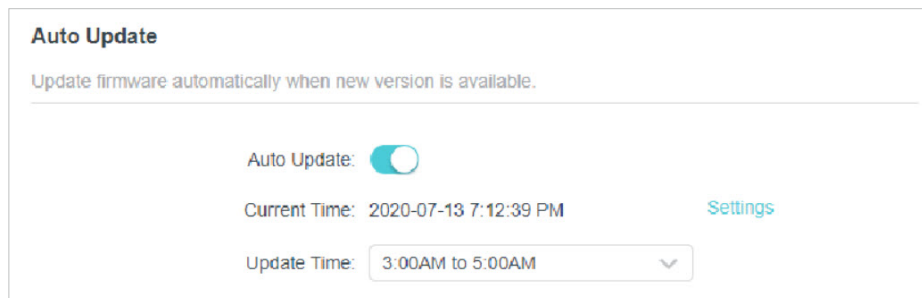 Auto Update
Update firmware automatically when new version is available.
Auto Update:
Current Time: 2020-07-13 7:12:39 PM Settings
Update Time: 3:00AM to 5:00AM